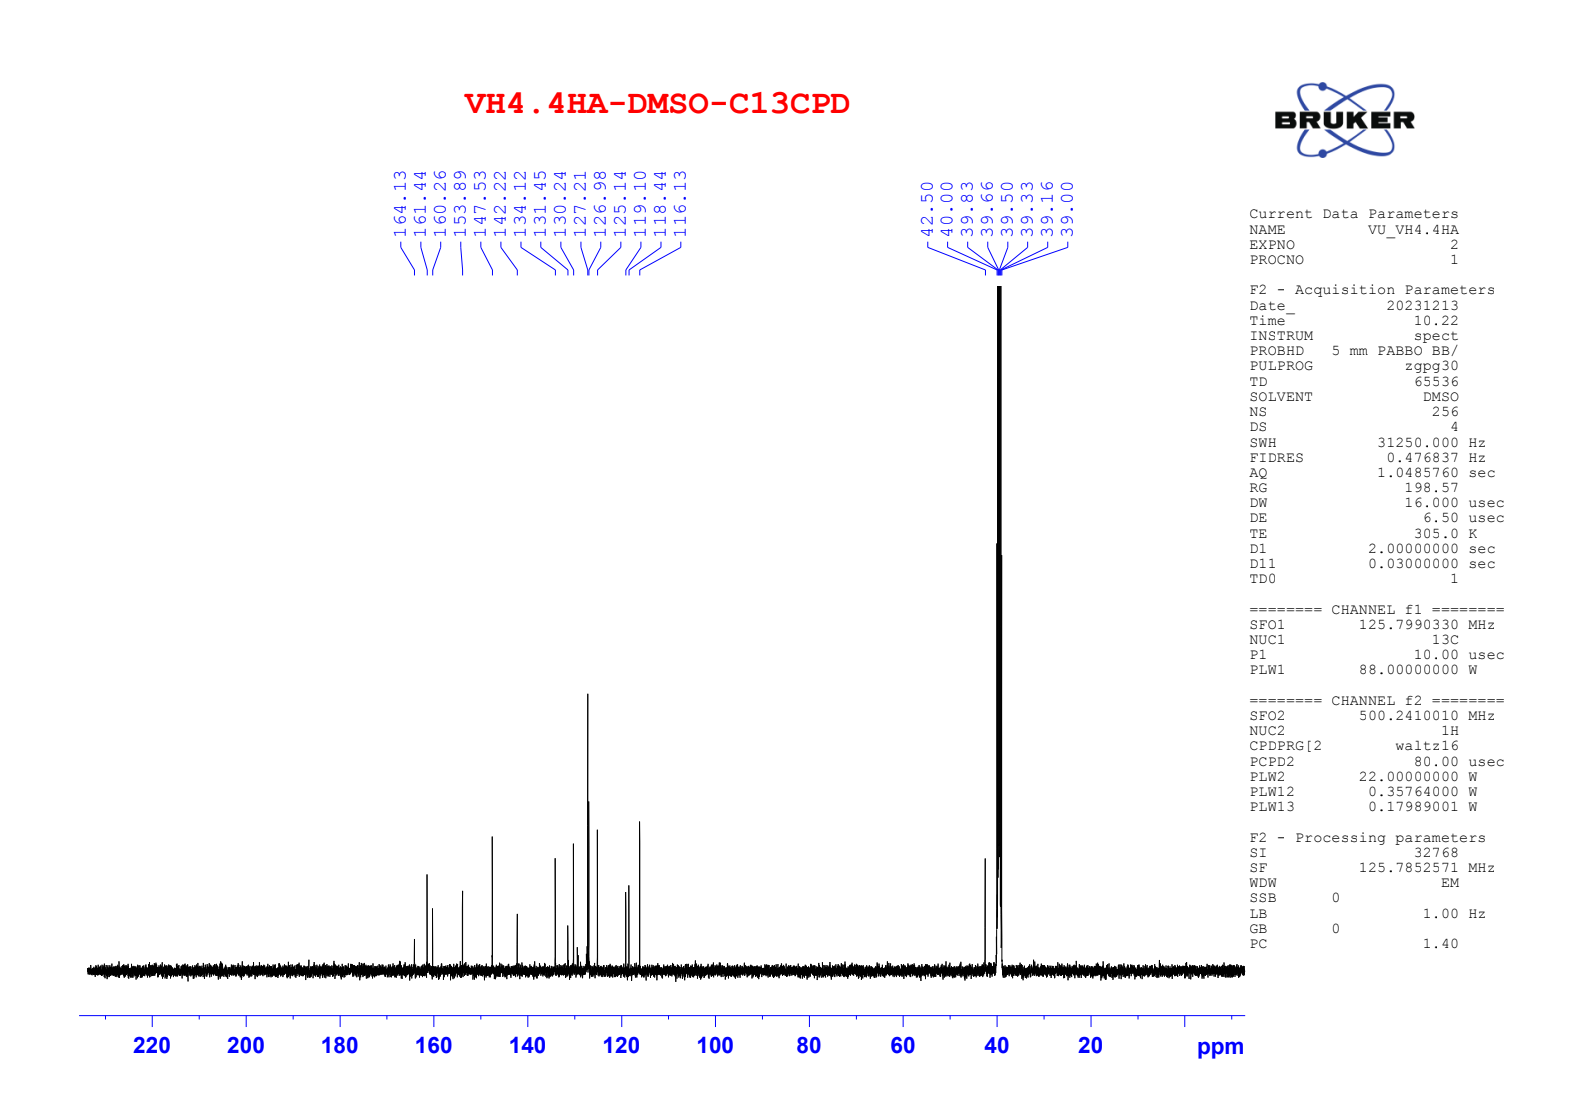 VH4.4HA-DMSO-C13CPD
BRUKER
164.13
161.44
160.26
153.89
147.53
142.22
134.12
131.45
130.24
127.21
126.98
125.14
119.10
118.44
116.13
42.50
40.00
39.83
39.66
39.50
39.33
39.16
39.00
Current Data Parameters
NAME VU_VH4.4HA
EXPNO 2
PROCNO 1
F2 - Acquisition Parameters
Date_ 20231213
Time 10.22
INSTRUM spect
PROBHD 5 mm PABBO BB/
PULPROG zgpg30
TD 65536
SOLVENT DMSO
NS 256
DS 4
SWH 31250.000 Hz
FIDRES 0.476837 Hz
AQ 1.0485760 sec
RG 198.57
DW 16.000 usec
DE 6.50 usec
TE 305.0 K
D1 2.00000000 sec
D11 0.03000000 sec
TD0 1
======== CHANNEL f1 ========
SFO1 125.7990330 MHz
NUC1 13C
P1 10.00 usec
PLW1 88.00000000 W
======== CHANNEL f2 ========
SFO2 500.2410010 MHz
NUC2 1H
CPDPRG[2 waltz16
PCPD2 80.00 usec
PLW2 22.00000000 W
PLW12 0.35764000 W
PLW13 0.17989001 W
F2 - Processing parameters
SI 32768
SF 125.7852571 MHz
WDW EM
SSB 0
LB 1.00 Hz
GB 0
PC 1.40
220 200 180 160 140 120 100 80 60 40 20 ppm